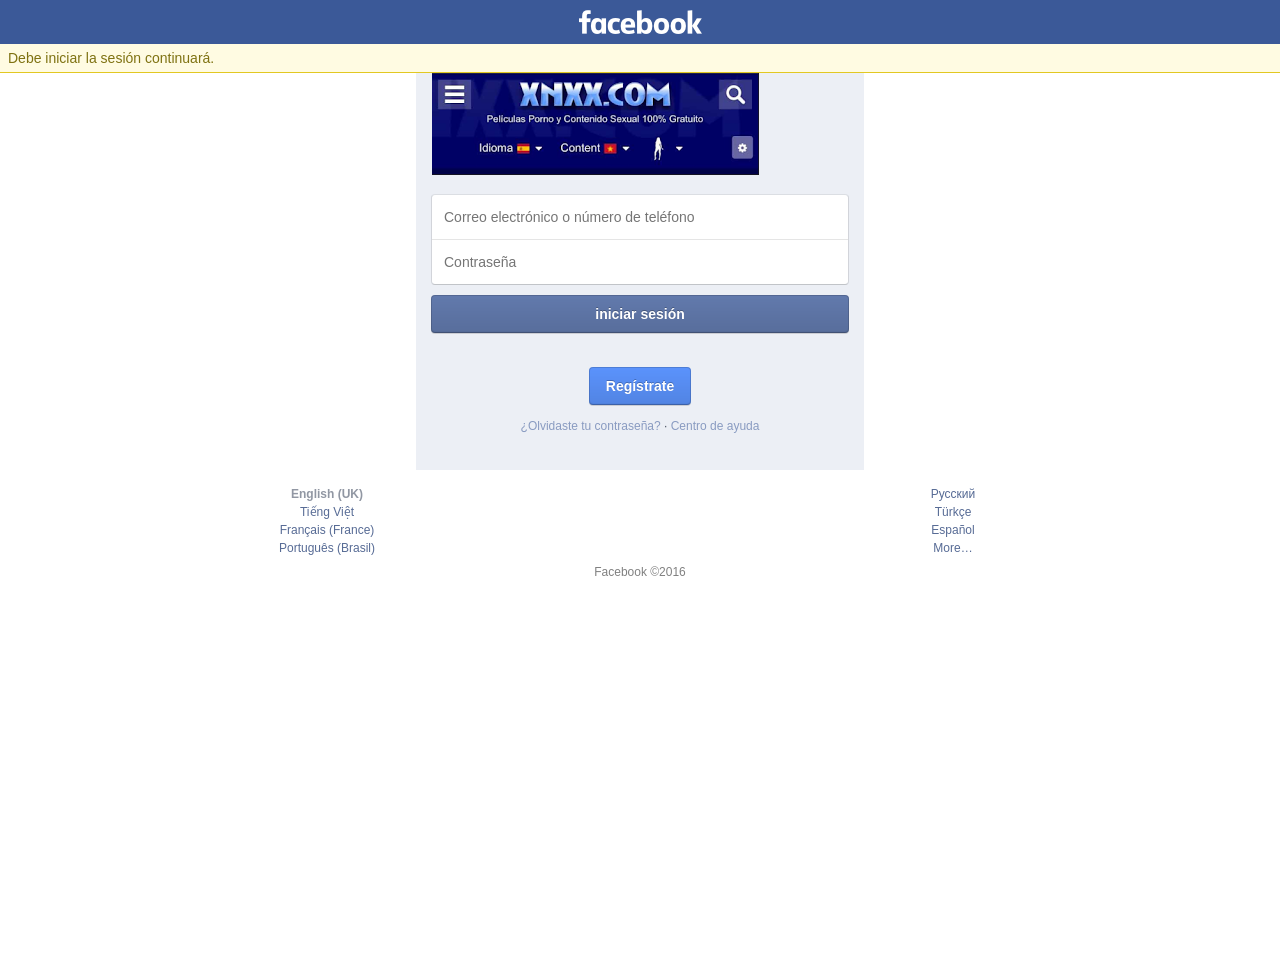 facebook
Debe iniciar la sesión continuará.
XNXX.COM
Películas Porno y Contenido Sexual 100% Gratuito
Idioma Content
Correo electrónico o número de teléfono
Contraseña
iniciar sesión
Regístrate
¿Olvidaste tu contraseña? · Centro de ayuda
English (UK)
Русский
Tiếng Việt
Türkçe
Français (France)
Español
Português (Brasil)
More…
Facebook ©2016